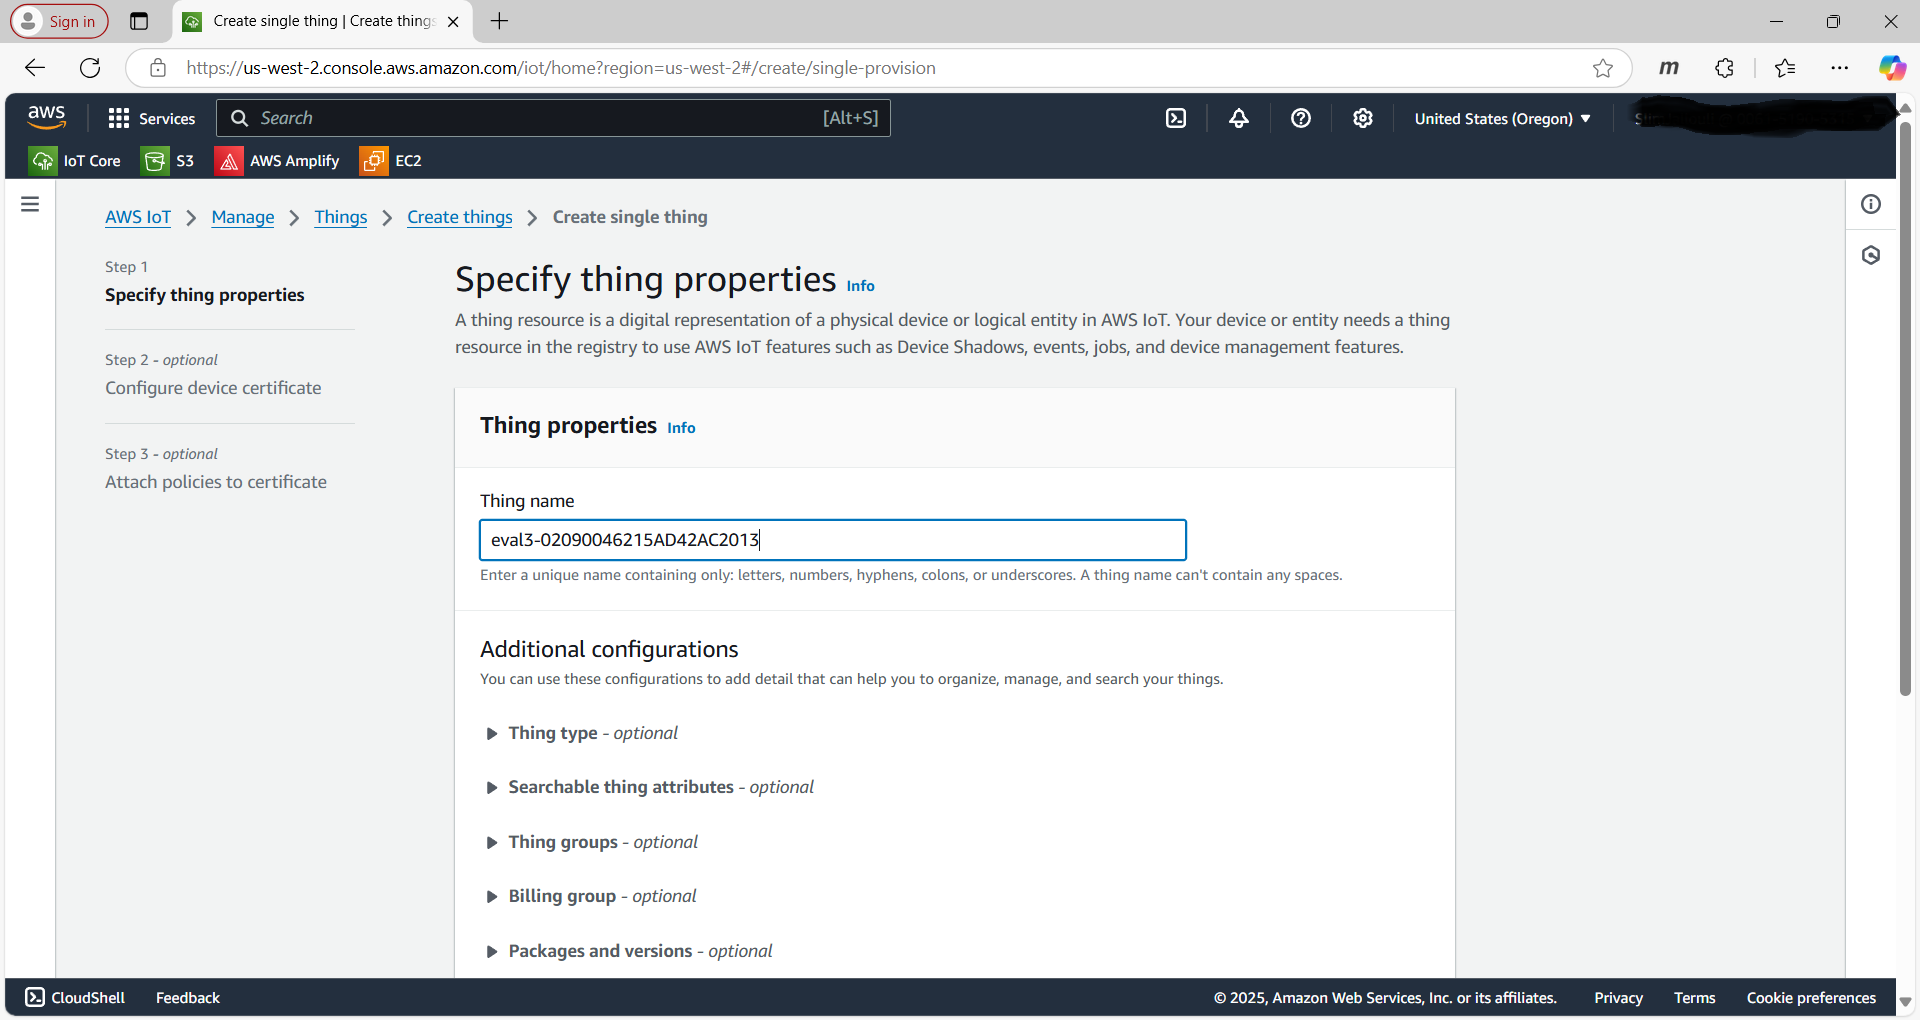 Sign in
Create single thing | Create things
https://us-west-2.console.aws.amazon.com/iot/home?region=us-west-2#/create/single-provision
m
aws
Services
Search
[Alt+S]
United States (Oregon)
IoT Core
S3
AWS Amplify
EC2
AWS IoT
Manage
Things
Create things
Create single thing
Step 1
Specify thing properties
Step 2 - optional
Configure device certificate
Step 3 - optional
Attach policies to certificate
Specify thing properties Info
A thing resource is a digital representation of a physical device or logical entity in AWS IoT. Your device or entity needs a thing
resource in the registry to use AWS IoT features such as Device Shadows, events, jobs, and device management features.
Thing properties Info
Thing name
eval3-02090046215AD42AC2013
Enter a unique name containing only: letters, numbers, hyphens, colons, or underscores. A thing name can't contain any spaces.
Additional configurations
You can use these configurations to add detail that can help you to organize, manage, and search your things.
Thing type - optional
Searchable thing attributes - optional
Thing groups - optional
Billing group - optional
Packages and versions - optional
CloudShell
Feedback
© 2025, Amazon Web Services, Inc. or its affiliates.
Privacy
Terms
Cookie preferences